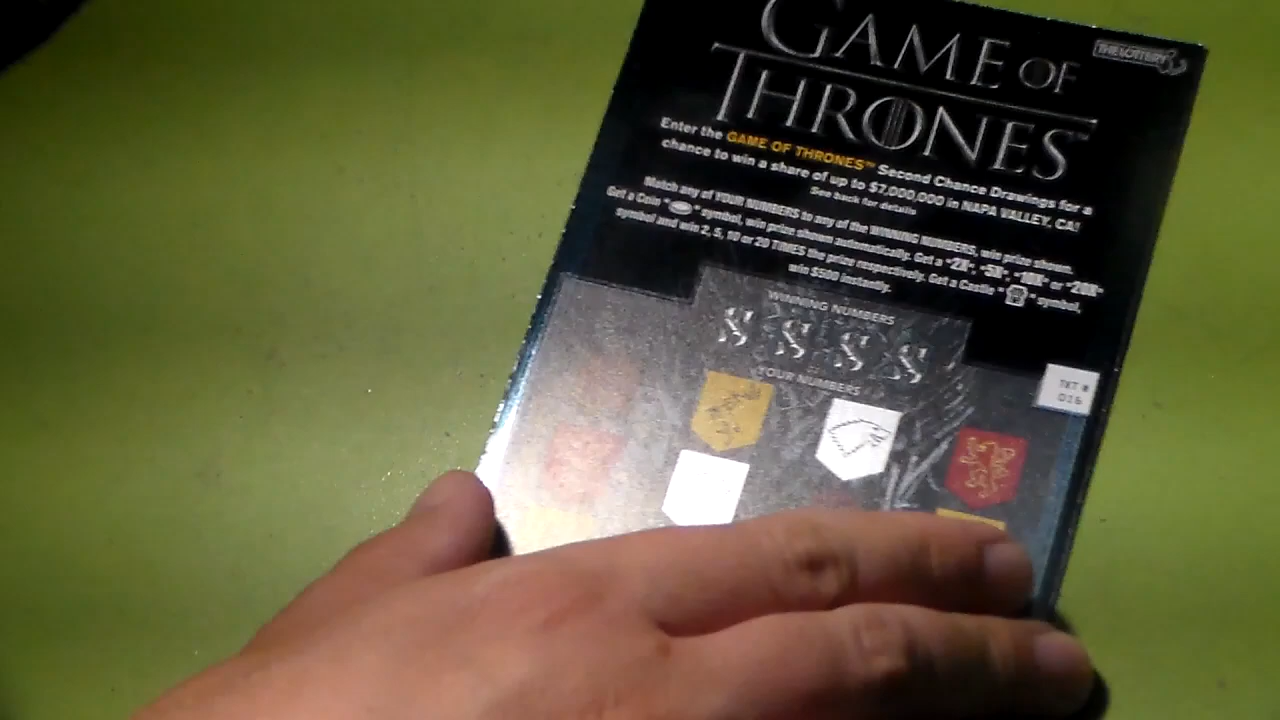 GAME OF
THRONES™
THE LOTTERY
Enter the GAME OF THRONES™ Second Chance Drawings for a
chance to win a share of up to $7,000,000 in NAPA VALLEY, CA!
See back for details
Match any of YOUR NUMBERS to any of the WINNING NUMBERS, win prize shown.
Get a Coin " " symbol, win prize shown automatically. Get a "2X", "5X", "10X" or "20X"
symbol and win 2, 5, 10 or 20 TIMES the prize respectively. Get a Castle " " symbol,
win $500 instantly.
WINNING NUMBERS
YOUR NUMBERS
TKT #
016